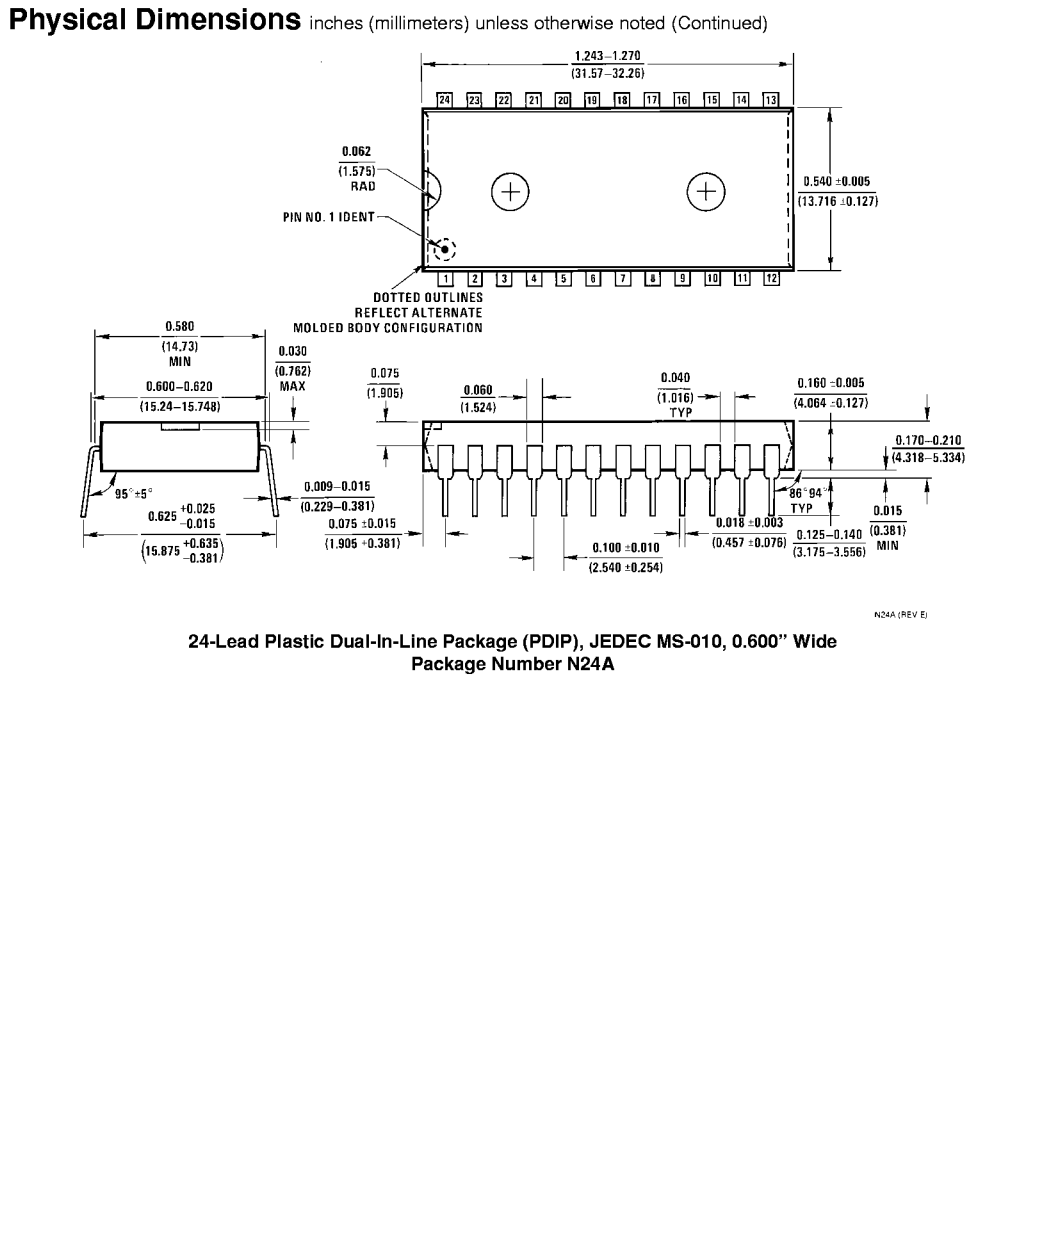 Physical Dimensions inches (millimeters) unless otherwise noted (Continued)
1.243–1.270
(31.57–32.26)
24 23 22 21 20 19 18 17 16 15 14 13
0.062
(1.575)
RAD
0.540 ±0.005
(13.716 ±0.127)
PIN NO. 1 IDENT
1 2 3 4 5 6 7 8 9 10 11 12
DOTTED OUTLINES
REFLECT ALTERNATE
MOLDED BODY CONFIGURATION
0.580
(14.73)
MIN
0.030
(0.762)
MAX
0.600–0.620
(15.24–15.748)
0.075
(1.905)
0.060
(1.524)
0.040
(1.016)
TYP
0.160 ±0.005
(4.064 ±0.127)
0.170–0.210
(4.318–5.334)
95° ±5°
0.009–0.015
(0.229–0.381)
86° 94°
TYP
0.625 +0.025
–0.015
(15.875 +0.635
–0.381)
0.075 ±0.015
(1.905 ±0.381)
0.100 ±0.010
(2.540 ±0.254)
0.018 ±0.003
(0.457 ±0.076)
0.125–0.140
(3.175–3.556)
0.015
(0.381)
MIN
N24A (REV E)
24-Lead Plastic Dual-In-Line Package (PDIP), JEDEC MS-010, 0.600” Wide
Package Number N24A